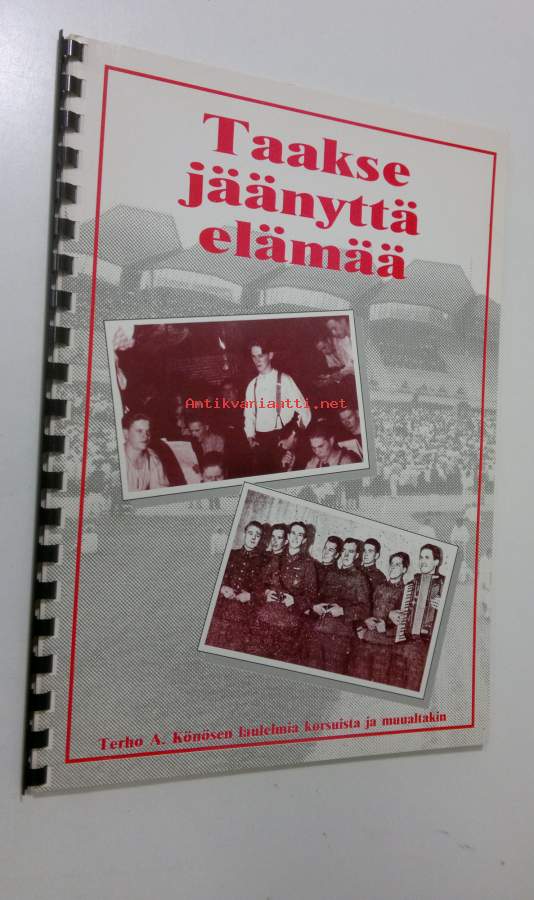 Taakse
jäänyttä
elämää
Antikvariaatti.net
Terho A. Könösen laulelmia korsuista ja muualtakin